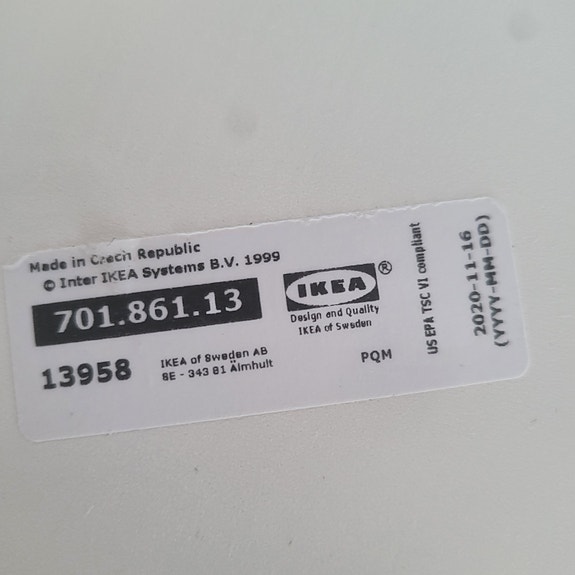 Made in Czech Republic
© Inter IKEA Systems B.V. 1999
701.861.13
13958
IKEA of Sweden AB
SE - 343 81 Älmhult
IKEA®
Design and Quality
IKEA of Sweden
PQM
US EPA TSC VI compliant
2020-11-16
(YYYY-MM-DD)